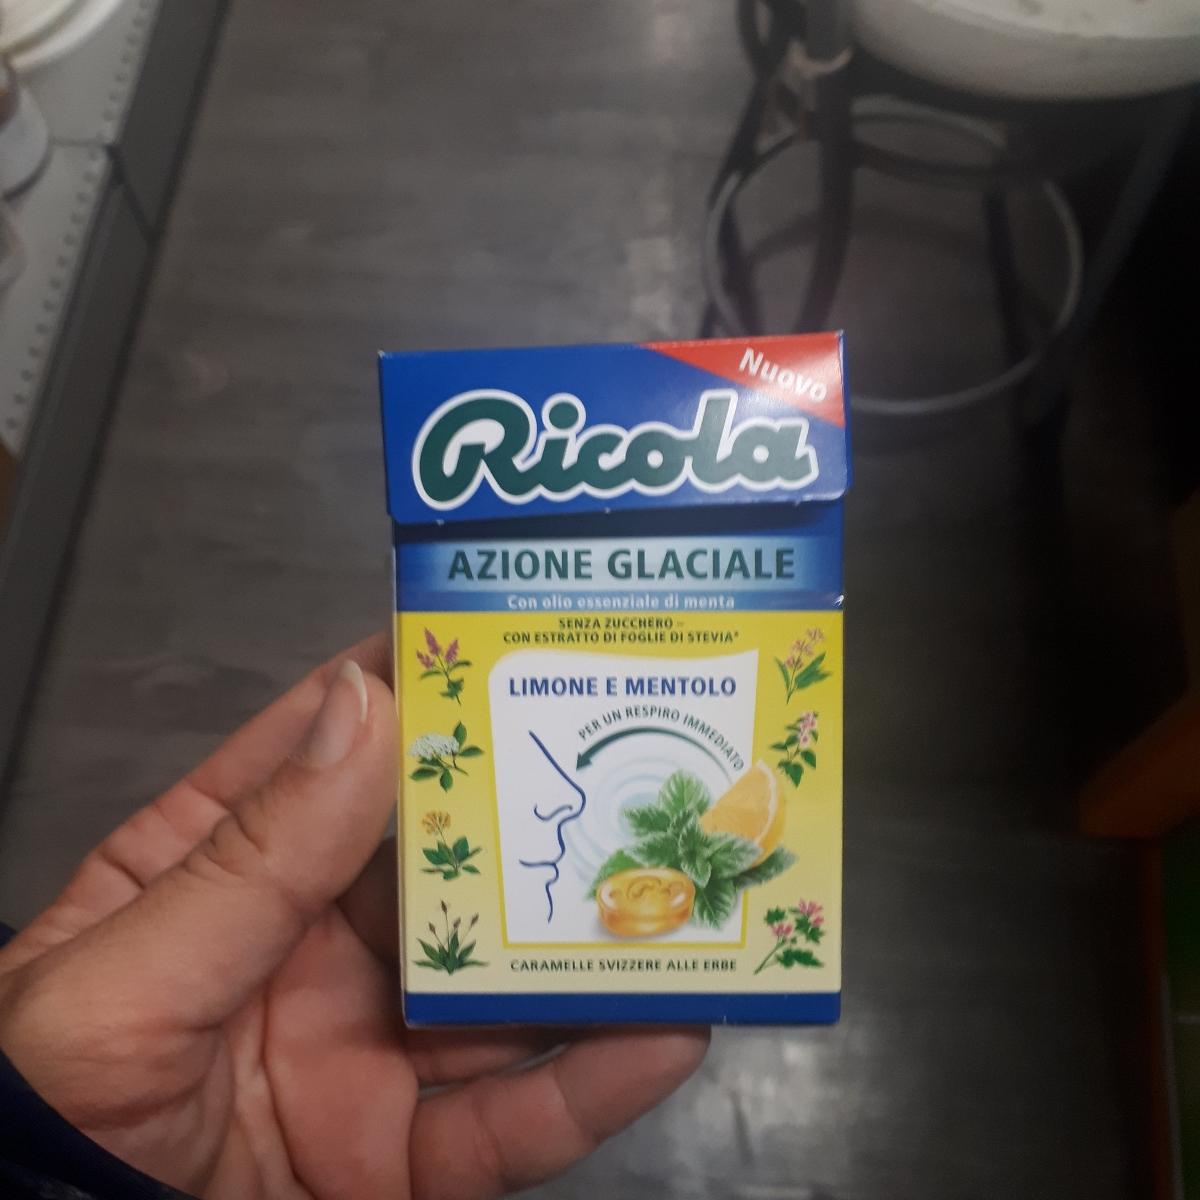 Nuovo
Ricola
AZIONE GLACIALE
Con olio essenziale di menta
SENZA ZUCCHERO –
CON ESTRATTO DI FOGLIE DI STEVIA*
LIMONE E MENTOLO
PER UN RESPIRO IMMEDIATO
CARAMELLE SVIZZERE ALLE ERBE